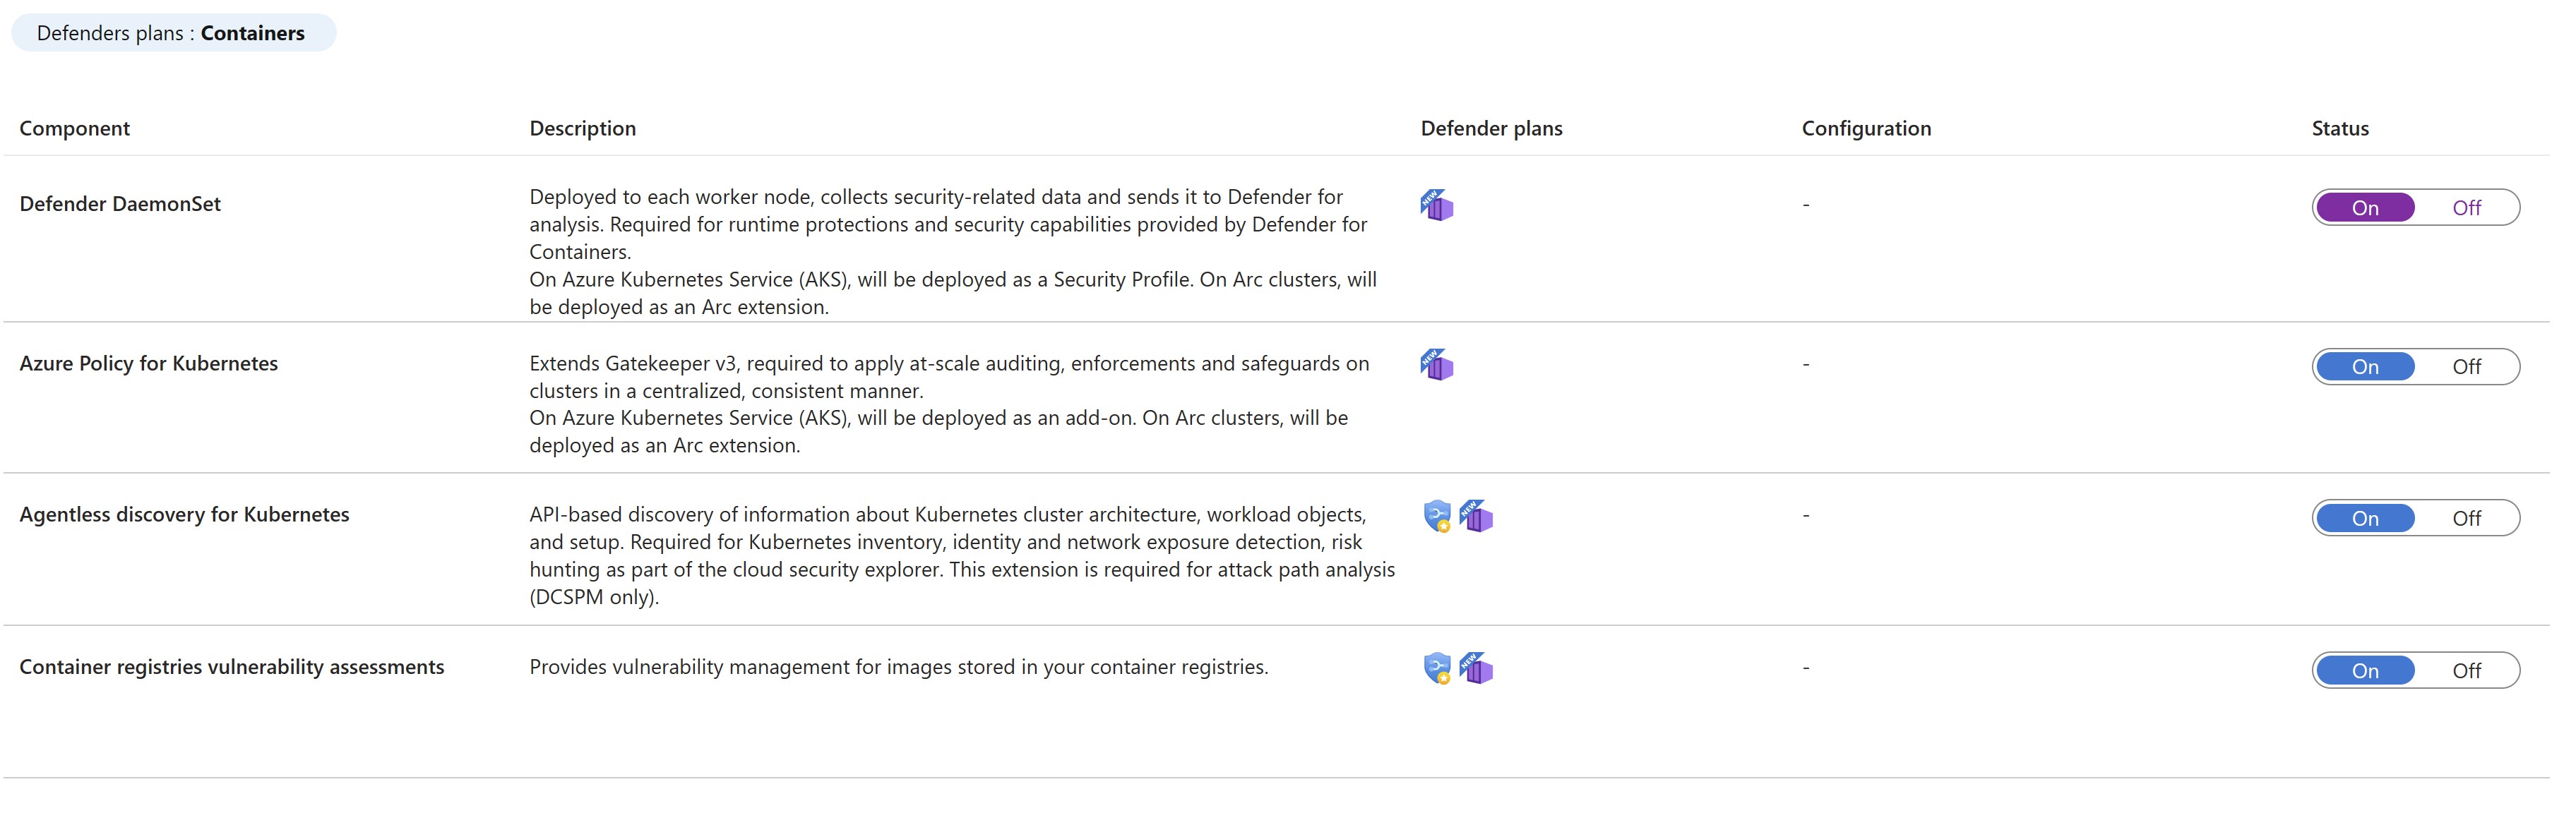 Defenders plans : Containers
Component Description Defender plans Configuration Status
Defender DaemonSet
Deployed to each worker node, collects security-related data and sends it to Defender for
analysis. Required for runtime protections and security capabilities provided by Defender for
Containers.
On Azure Kubernetes Service (AKS), will be deployed as a Security Profile. On Arc clusters, will
be deployed as an Arc extension.
NEW
-
On Off
Azure Policy for Kubernetes
Extends Gatekeeper v3, required to apply at-scale auditing, enforcements and safeguards on
clusters in a centralized, consistent manner.
On Azure Kubernetes Service (AKS), will be deployed as an add-on. On Arc clusters, will be
deployed as an Arc extension.
NEW
-
On Off
Agentless discovery for Kubernetes
API-based discovery of information about Kubernetes cluster architecture, workload objects,
and setup. Required for Kubernetes inventory, identity and network exposure detection, risk
hunting as part of the cloud security explorer. This extension is required for attack path analysis
(DCSPM only).
NEW
-
On Off
Container registries vulnerability assessments
Provides vulnerability management for images stored in your container registries.
NEW
-
On Off